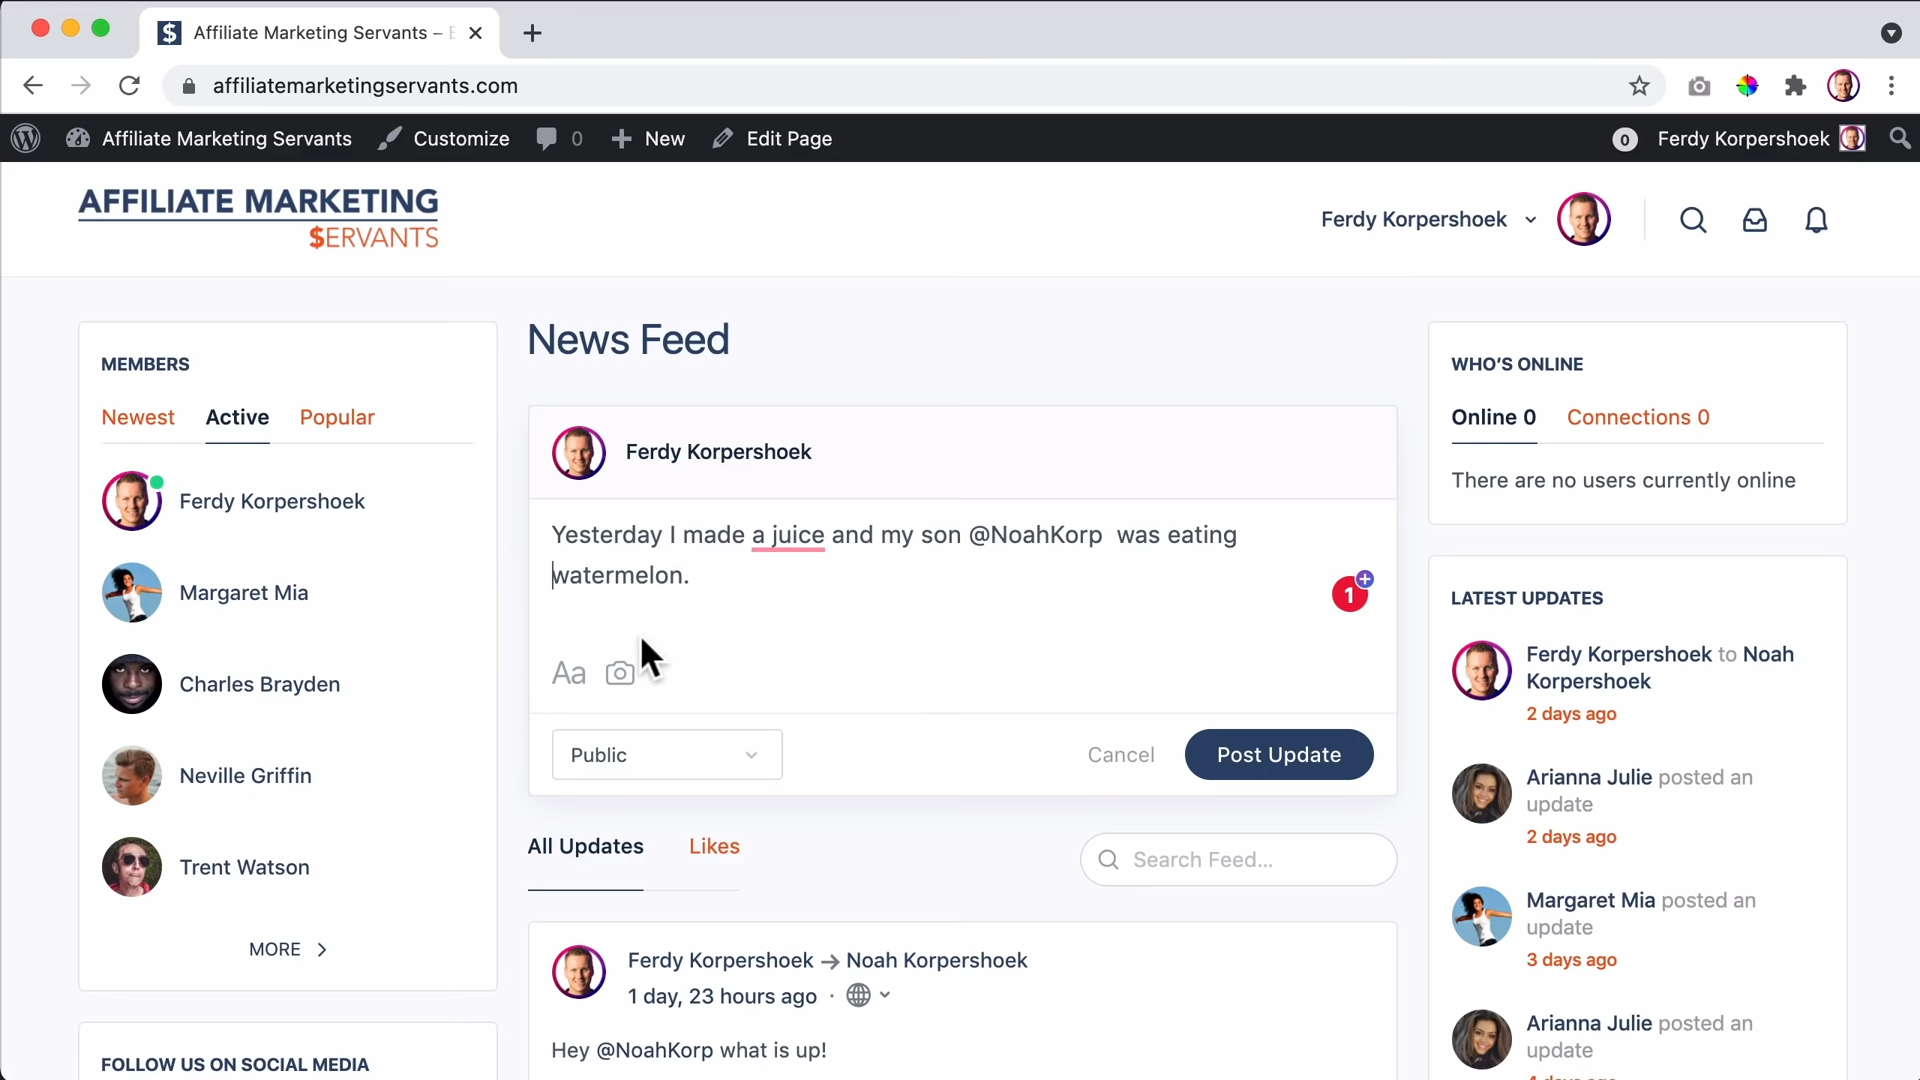 Affiliate Marketing Servants –
affiliatemarketingservants.com
Affiliate Marketing Servants Customize 0 New Edit Page 0 Ferdy Korpershoek
AFFILIATE MARKETING
$ERVANTS
Ferdy Korpershoek
MEMBERS
Newest Active Popular
Ferdy Korpershoek
Margaret Mia
Charles Brayden
Neville Griffin
Trent Watson
MORE
FOLLOW US ON SOCIAL MEDIA
News Feed
Ferdy Korpershoek
Yesterday I made a juice and my son @NoahKorp was eating
watermelon.
1
Aa
Public Cancel Post Update
All Updates Likes Search Feed...
Ferdy Korpershoek → Noah Korpershoek
1 day, 23 hours ago ·
Hey @NoahKorp what is up!
WHO'S ONLINE
Online 0 Connections 0
There are no users currently online
LATEST UPDATES
Ferdy Korpershoek to Noah
Korpershoek
2 days ago
Arianna Julie posted an
update
2 days ago
Margaret Mia posted an
update
3 days ago
Arianna Julie posted an
update